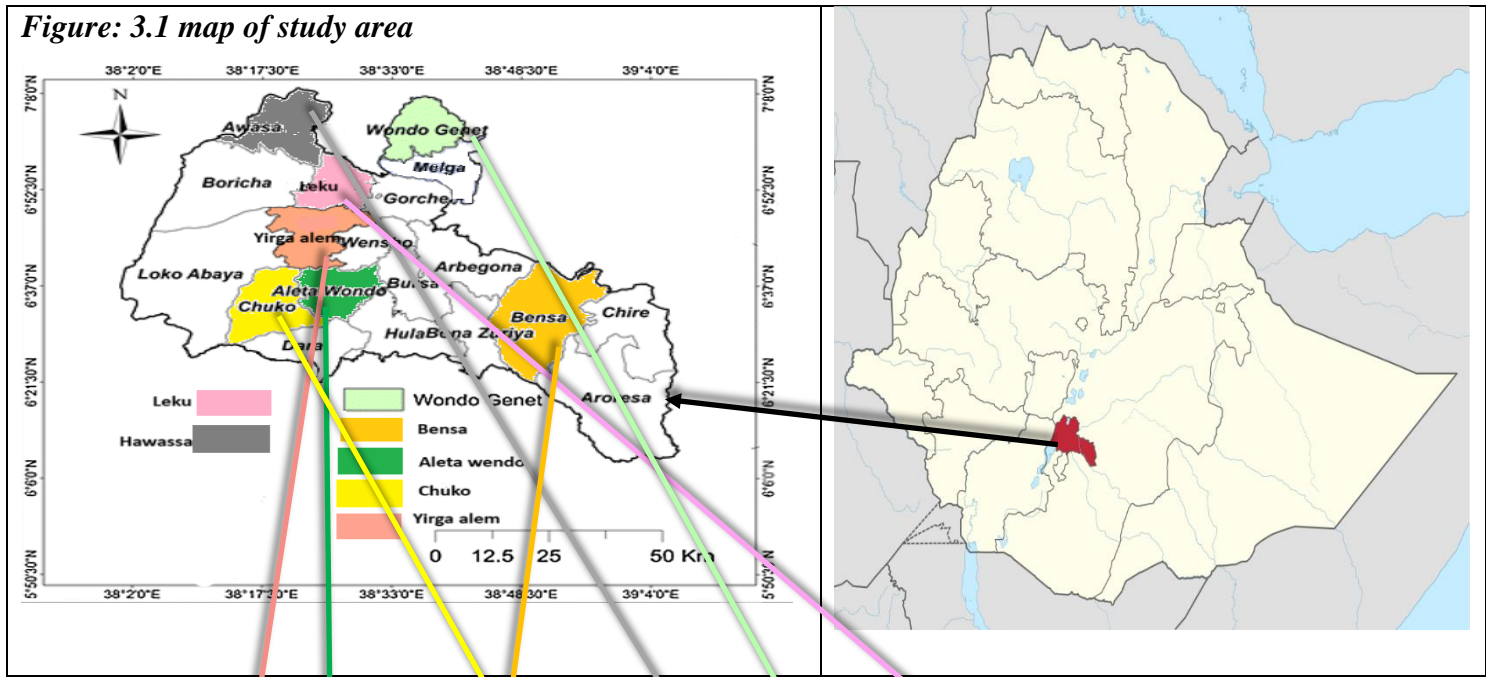 Figure: 3.1 map of study area
38°2'0"E 38°17'30"E 38°33'0"E 38°48'30"E 39°4'0"E
N
7°8'0"N
7°8'0"N
Awasa
Wondo Genet
Melga
Boricha
Leku
Gorche
6°52'30"N
6°52'30"N
Yirga alem
Wensho
Loko Abaya
Arbegona
6°37'0"N
6°37'0"N
Aleta Wondo
Bursa
Chuko
Bensa
Chire
Hula
Bona Zuriya
Dara
6°21'30"N
6°21'30"N
Aroresa
Leku
Wondo Genet
Hawassa
Bensa
Aleta wendo
Chuko
Yirga alem
6°6'0"N
6°6'0"N
0 12.5 25 50 Km
5°50'30"N
5°50'30"N
38°2'0"E 38°17'30"E 38°33'0"E 38°48'30"E 39°4'0"E